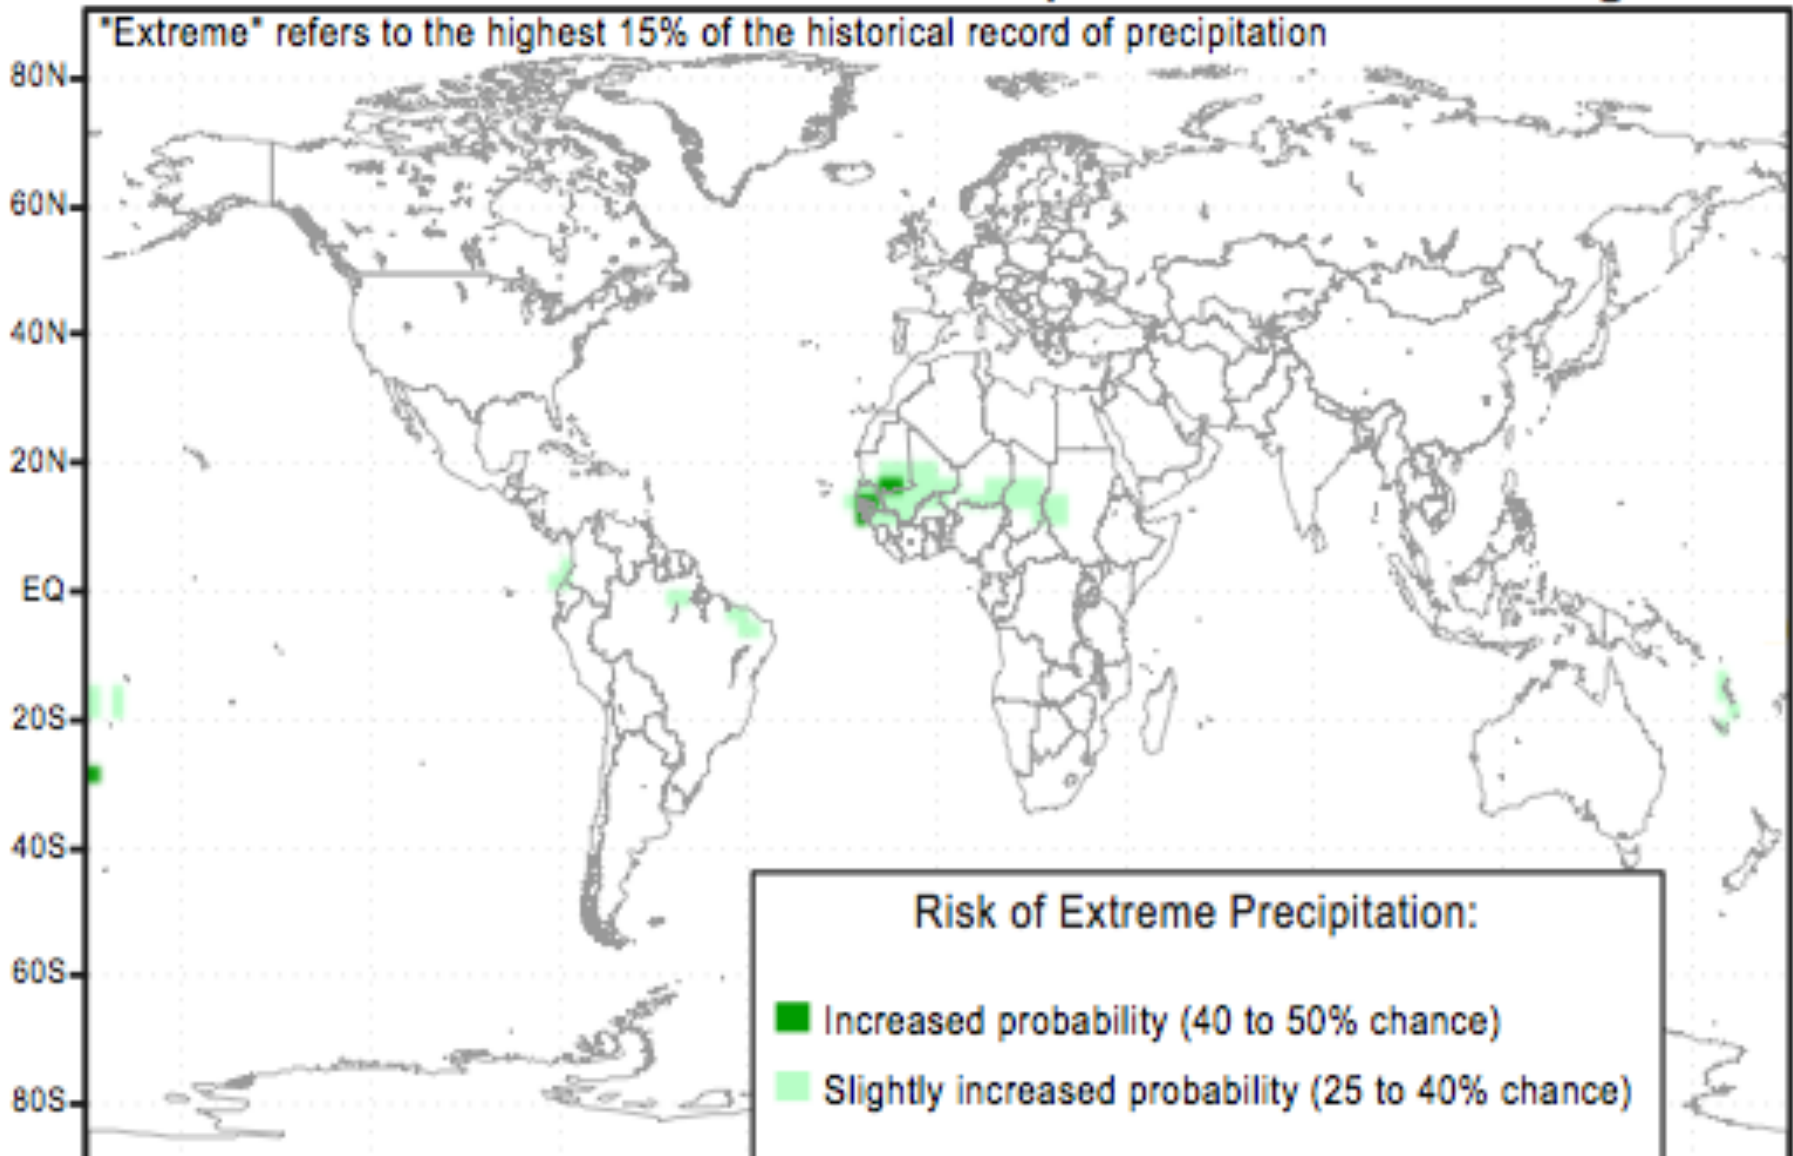 "Extreme" refers to the highest 15% of the historical record of precipitation
80N
60N
40N
20N
EQ
20S
40S
60S
80S
Risk of Extreme Precipitation:
Increased probability (40 to 50% chance)
Slightly increased probability (25 to 40% chance)